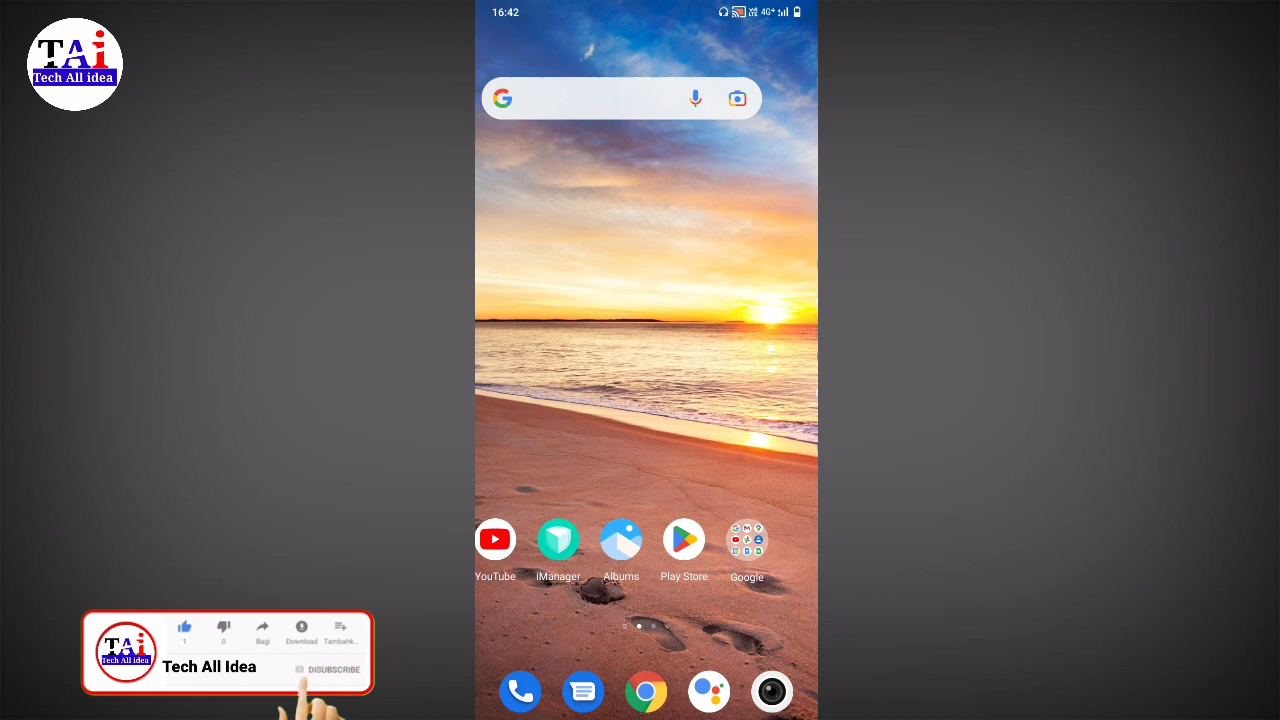 TAi
Tech All idea
16:42
4G+
YouTube
iManager
Albums
Play Store
Google
1
0
Bagi
Download
Tambahk..
TAi
Tech All idea
Tech All Idea
DISUBSCRIBE